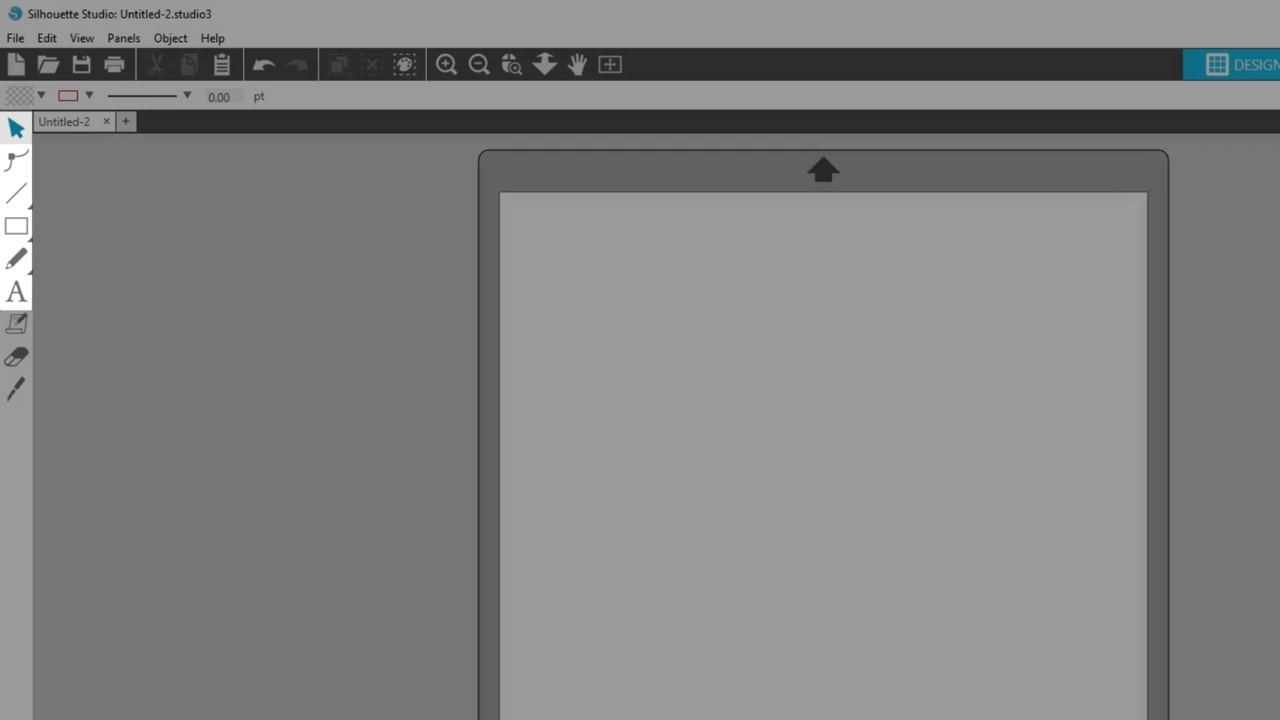 Silhouette Studio: Untitled-2.studio3
File Edit View Panels Object Help
DESIGN
0.00 pt
Untitled-2 × +
A